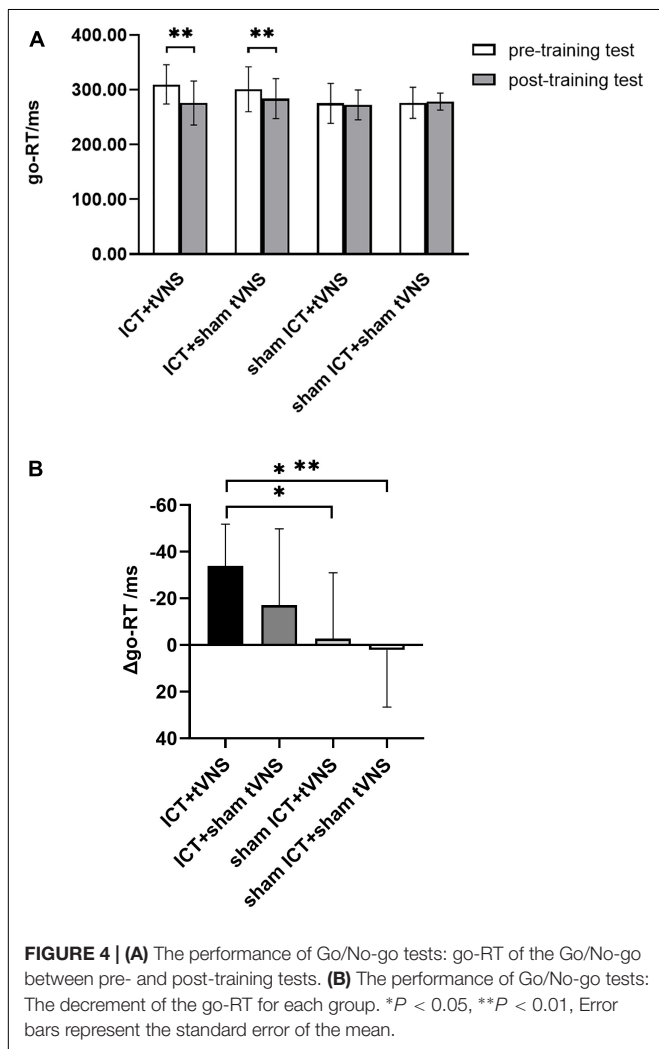 A
** **
pre-training test
post-training test
400.00
300.00
200.00
100.00
0.00
go-RT/ms
ICT+tVNS
ICT+sham tVNS
sham ICT+tVNS
sham ICT+sham tVNS
B
* **
*
-60
-40
-20
0
20
40
Δgo-RT /ms
ICT+tVNS
ICT+sham tVNS
sham ICT+tVNS
sham ICT+sham tVNS
FIGURE 4 | (A) The performance of Go/No-go tests: go-RT of the Go/No-go
between pre- and post-training tests. (B) The performance of Go/No-go tests:
The decrement of the go-RT for each group. *P < 0.05, **P < 0.01, Error
bars represent the standard error of the mean.